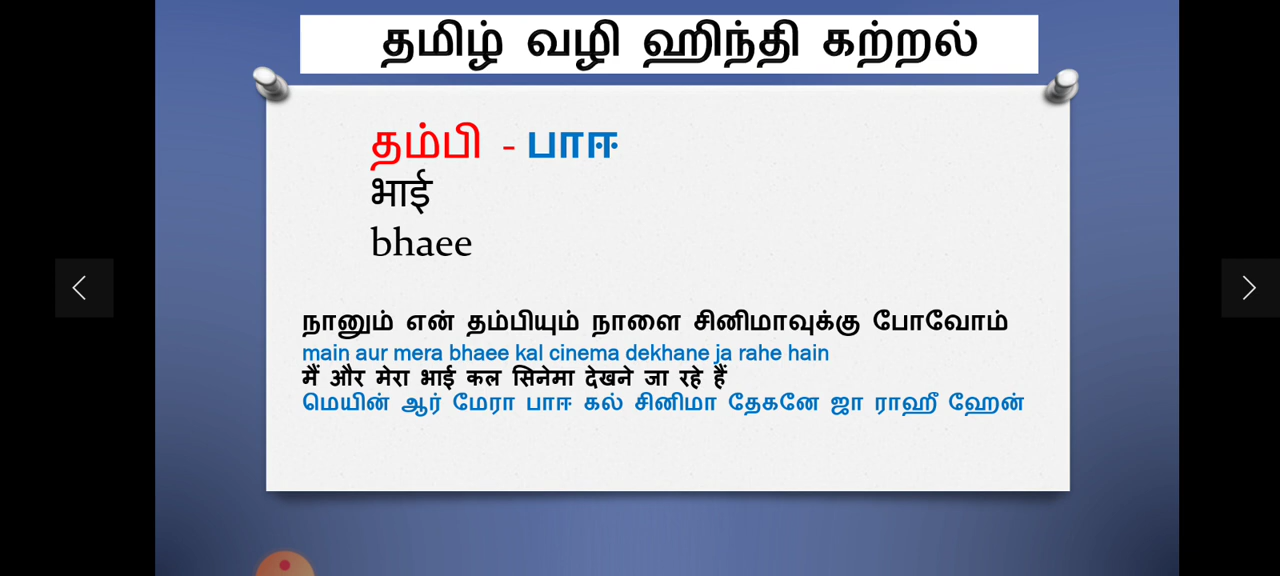 தமிழ் வழி ஹிந்தி கற்றல்
தம்பி - பாஈ
भाई
bhaee
நானும் என் தம்பியும் நாளை சினிமாவுக்கு போவோம்
main aur mera bhaee kal cinema dekhane ja rahe hain
मैं और मेरा भाई कल सिनेमा देखने जा रहे हैं
மெயின் ஆர் மேரா பாஈ கல் சினிமா தேகனே ஜா ராஹீ ஹேன்